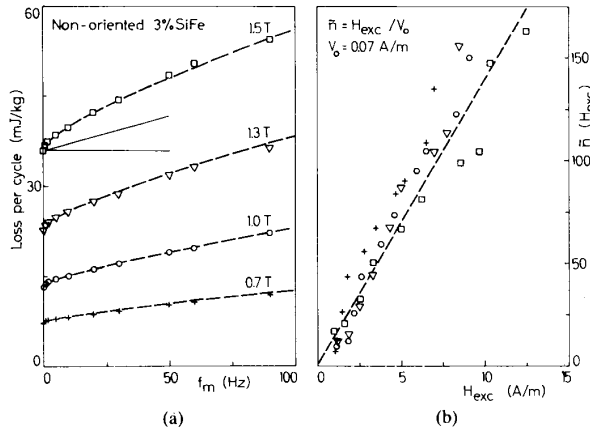 60
Non-oriented 3%SiFe
1.5 T
1.3 T
30
1.0 T
0.7 T
0
0
50
100
Loss per cycle (mJ/kg)
f_m (Hz)
(a)
ñ = H_exc / V_o
V_o = 0.07 A/m
150
100
50
0
ñ (H_exc)
0
5
10
15
H_exc (A/m)
(b)